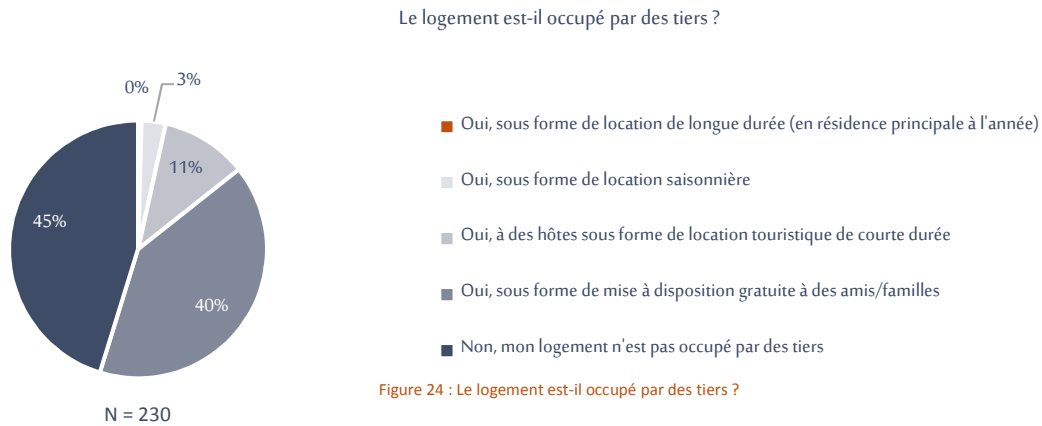 Le logement est-il occupé par des tiers ?
0%
3%
11%
45%
40%
N = 230
Oui, sous forme de location de longue durée (en résidence principale à l'année)
Oui, sous forme de location saisonnière
Oui, à des hôtes sous forme de location touristique de courte durée
Oui, sous forme de mise à disposition gratuite à des amis/familles
Non, mon logement n'est pas occupé par des tiers
Figure 24 : Le logement est-il occupé par des tiers ?